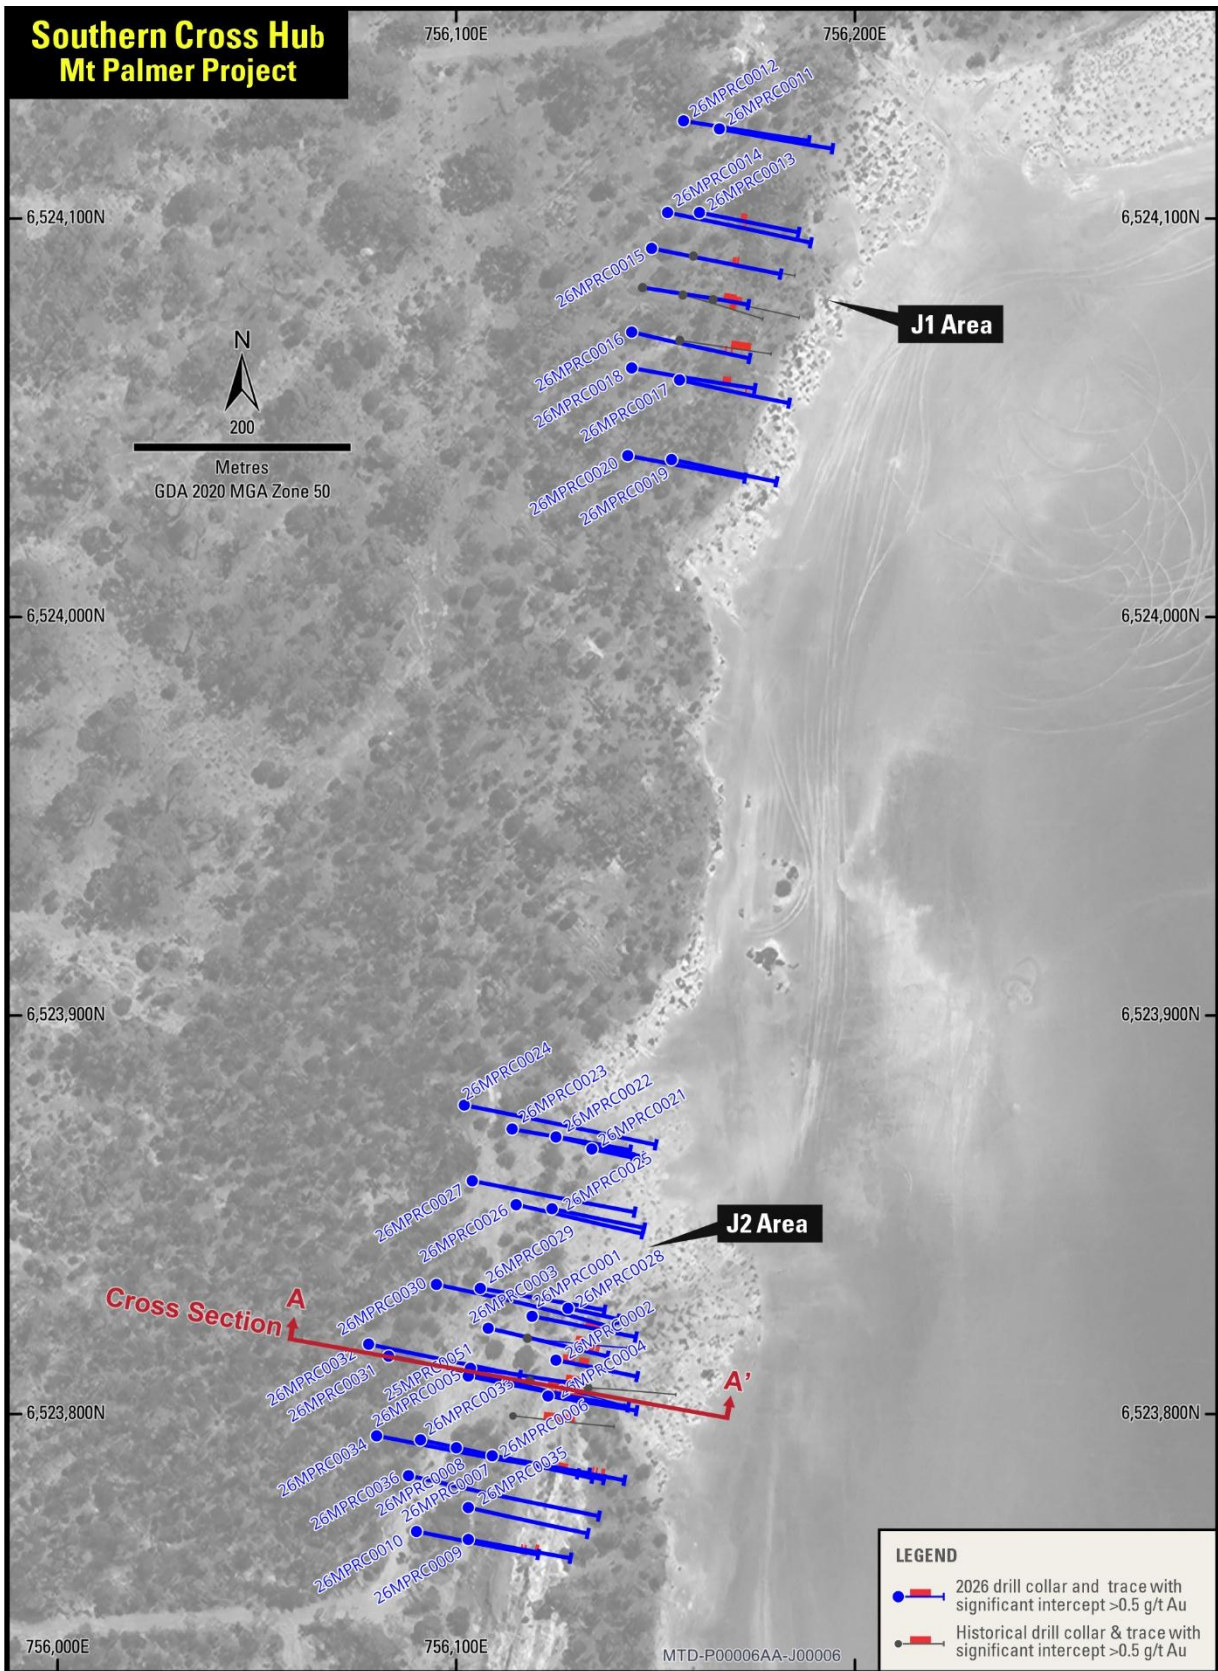 Southern Cross Hub
Mt Palmer Project
756,100E
756,200E
26MPRC0012
26MPRC0011
26MPRC0014
26MPRC0013
6,524,100N
6,524,100N
26MPRC0015
J1 Area
N
200
Metres
GDA 2020 MGA Zone 50
26MPRC0016
26MPRC0018
26MPRC0017
26MPRC0020
26MPRC0019
6,524,000N
6,524,000N
6,523,900N
6,523,900N
26MPRC0024
26MPRC0023
26MPRC0022
26MPRC0021
26MPRC0025
26MPRC0027
26MPRC0026
J2 Area
26MPRC0029
26MPRC0001
26MPRC0028
26MPRC0003
26MPRC0030
26MPRC0002
Cross Section
A
A'
26MPRC0004
26MPRC0032
26MPRC0031
25MPRC0051
26MPRC0005
26MPRC0033
26MPRC0006
6,523,800N
6,523,800N
26MPRC0034
26MPRC0035
26MPRC0036
26MPRC0008
26MPRC0007
26MPRC0010
26MPRC0009
LEGEND
2026 drill collar and trace with
significant intercept >0.5 g/t Au
Historical drill collar & trace with
significant intercept >0.5 g/t Au
756,000E
756,100E
MTD-P00006AA-J00006